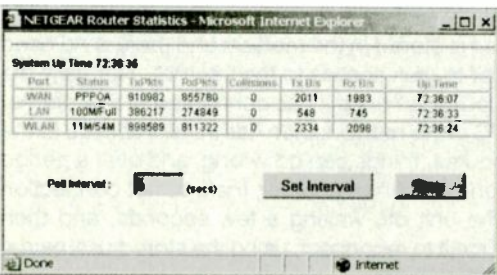 NETGEAR Router Statistics - Microsoft Internet Explorer
System Up Time 72:36:36
Port Status TxPkts RxPkts Collisions Tx B/s Rx B/s Up Time
WAN PPPOA 810982 855780 0 2011 1983 72:36:07
LAN 100M/Full 386217 274849 0 548 745 72:36:33
WLAN 11M/54M 898589 811322 0 2334 2098 72:36:24
Poll Interval : (secs) Set Interval
Done Internet